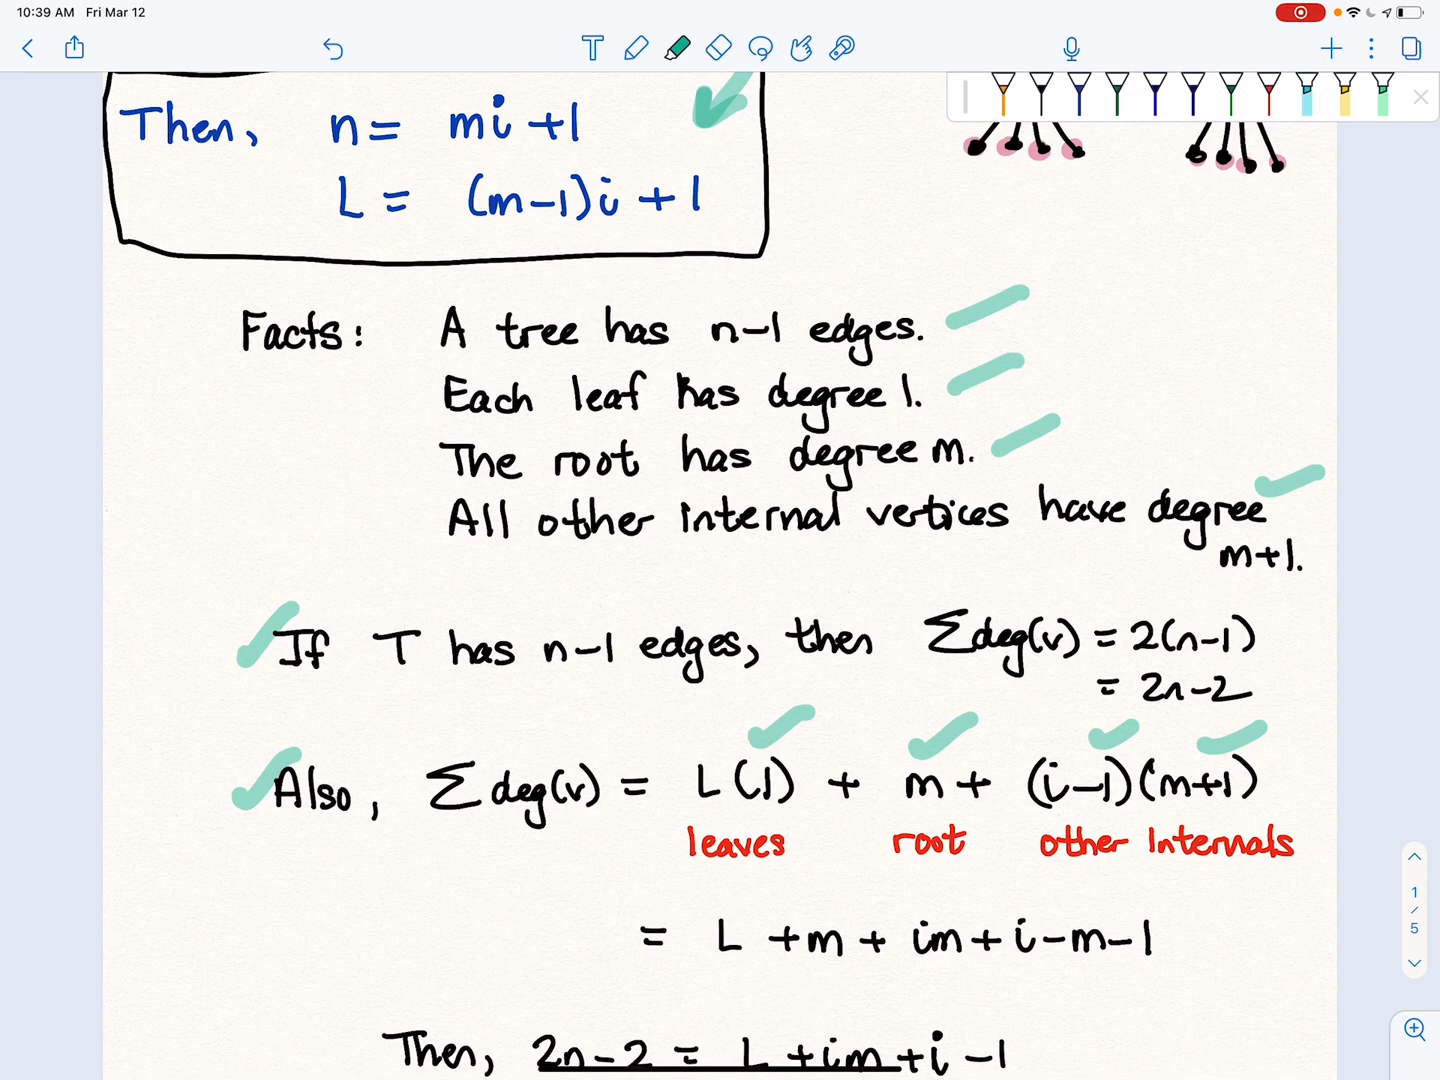 10:39 AM Fri Mar 12
T
Then, n = mi + 1
L = (m-1)i + 1
Facts: A tree has n-1 edges.
Each leaf has degree 1.
The root has degree m.
All other internal vertices have degree
m+1.
If T has n-1 edges, then Σdeg(v) = 2(n-1)
= 2n-2
Also, Σdeg(v) = L(1) + m + (i-1)(m+1)
leaves root other internals
= L + m + im + i - m - 1
Then, 2n-2 = L + im + i - 1
1
/
5